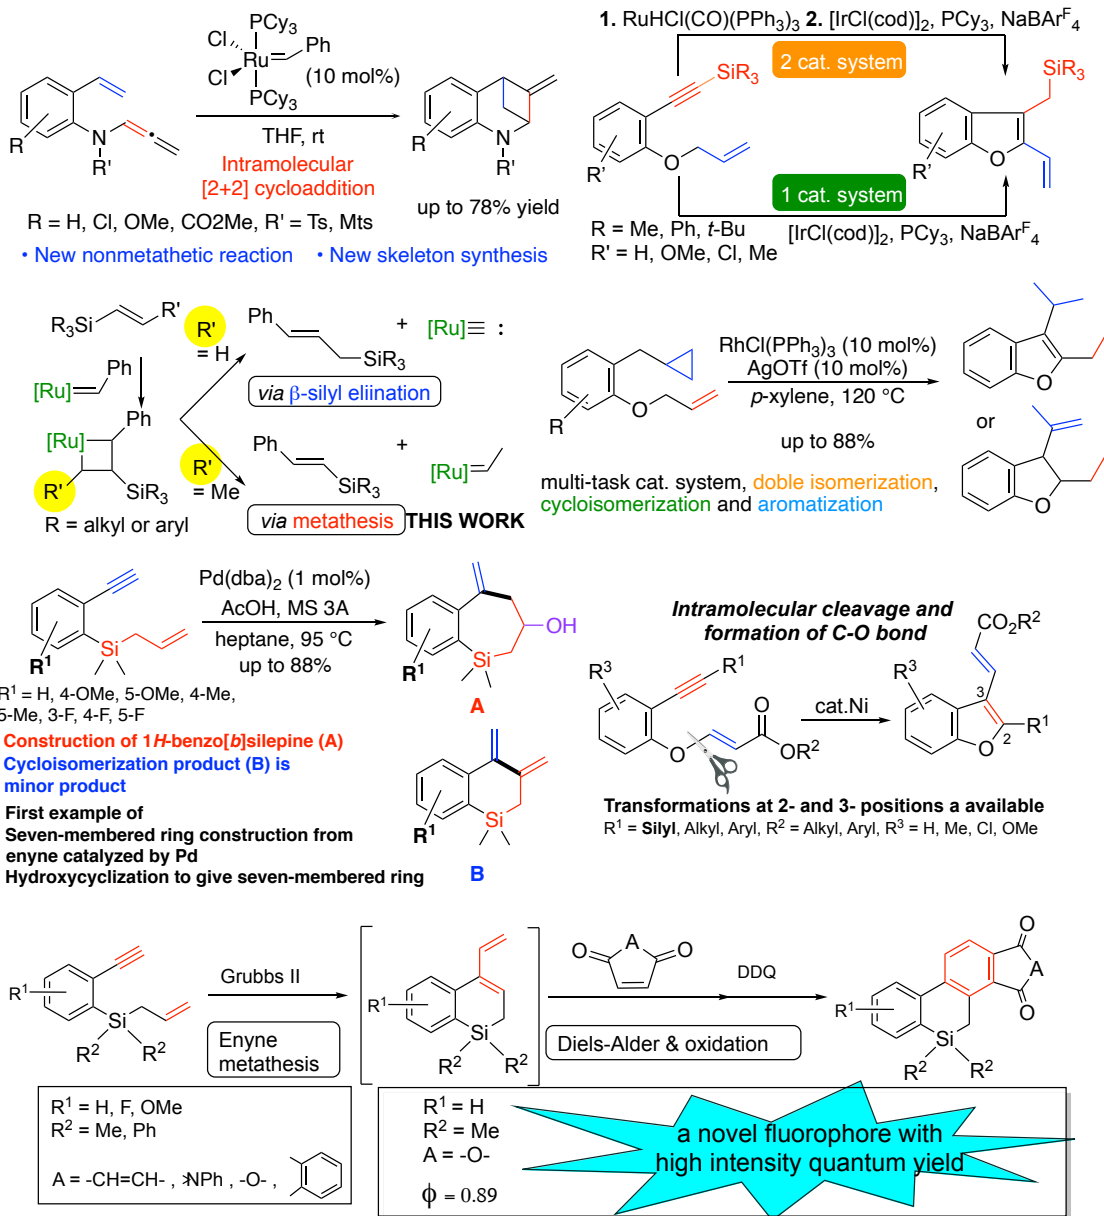 PCy3
Cl
Cl
Ru
Ph
(10 mol%)
PCy3
THF, rt
Intramolecular
[2+2] cycloaddition
R
N
R'
R
N
R'
up to 78% yield
R = H, Cl, OMe, CO2Me, R' = Ts, Mts
• New nonmetathetic reaction • New skeleton synthesis
1. RuHCl(CO)(PPh3)3 2. [IrCl(cod)]2, PCy3, NaBArF4
2 cat. system
SiR3
R'
O
SiR3
R'
O
1 cat. system
R = Me, Ph, t-Bu
R' = H, OMe, Cl, Me
[IrCl(cod)]2, PCy3, NaBArF4
R3Si
R'
R'
= H
Ph
SiR3
+
[Ru]≡ :
via β-silyl eliination
[Ru]
Ph
[Ru]
Ph
R'
SiR3
R'
= Me
Ph
SiR3
+
[Ru]
R = alkyl or aryl
via metathesis
THIS WORK
R
O
RhCl(PPh3)3 (10 mol%)
AgOTf (10 mol%)
p-xylene, 120 °C
up to 88%
O
or
O
multi-task cat. system, doble isomerization,
cycloisomerization and aromatization
R1
Si
Pd(dba)2 (1 mol%)
AcOH, MS 3A
heptane, 95 °C
up to 88%
R1
Si
OH
A
R1 = H, 4-OMe, 5-OMe, 4-Me,
5-Me, 3-F, 4-F, 5-F
Construction of 1H-benzo[b]silepine (A)
Cycloisomerization product (B) is
minor product
First example of
Seven-membered ring construction from
enyne catalyzed by Pd
Hydroxycyclization to give seven-membered ring
R1
Si
B
Intramolecular cleavage and
formation of C-O bond
R3
R1
O
O
OR2
cat.Ni
CO2R2
R3
3
2
O
R1
Transformations at 2- and 3- positions a available
R1 = Silyl, Alkyl, Aryl, R2 = Alkyl, Aryl, R3 = H, Me, Cl, OMe
R1
Si
R2
R2
Grubbs II
Enyne
metathesis
R1
Si
R2
R2
O
A
O
DDQ
Diels-Alder & oxidation
R1
Si
R2
R2
O
A
O
R1 = H, F, OMe
R2 = Me, Ph
A = -CH=CH- , >NPh , -O- ,
R1 = H
R2 = Me
A = -O-
ϕ = 0.89
a novel fluorophore with
high intensity quantum yield